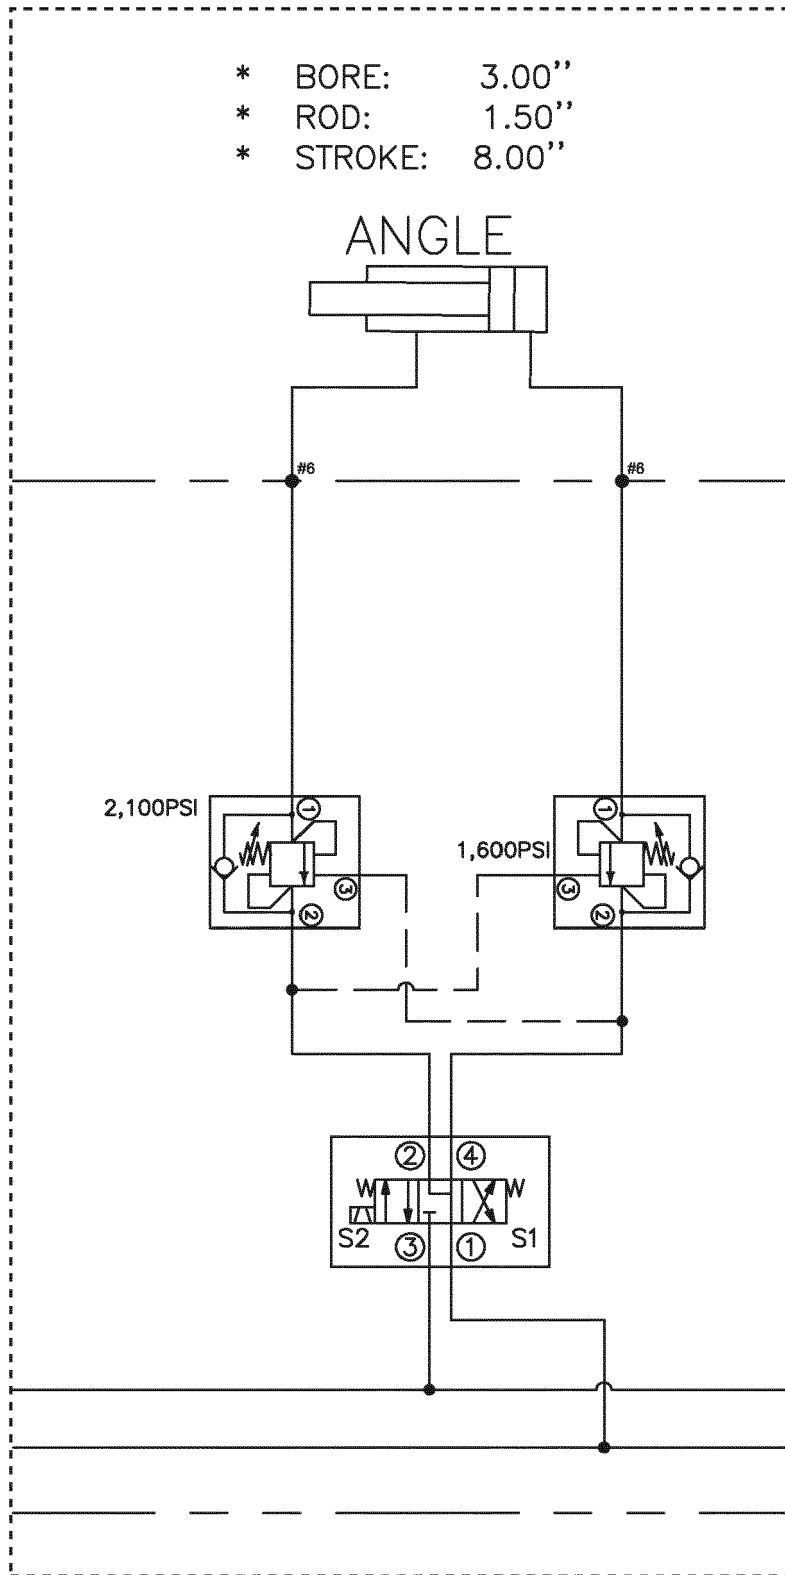 * BORE: 3.00’’
* ROD: 1.50’’
* STROKE: 8.00’’
ANGLE
#6 #6
2,100PSI 1 1
1,600PSI
3 3
2 2
2 4
S2 S1
3 1